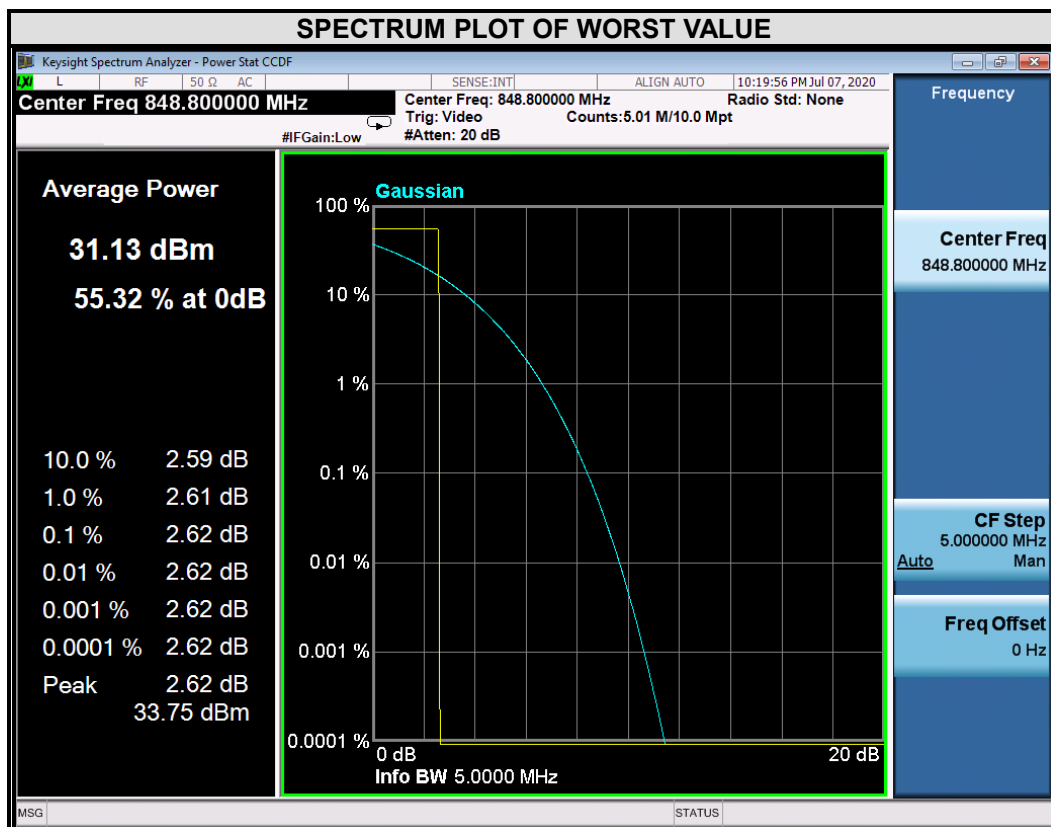 SPECTRUM PLOT OF WORST VALUE
Keysight Spectrum Analyzer - Power Stat CCDF
LXI L RF 50 Ω AC SENSE:INT ALIGN AUTO 10:19:56 PM Jul 07, 2020
Center Freq 848.800000 MHz
Center Freq: 848.800000 MHz Radio Std: None
Trig: Video Counts:5.01 M/10.0 Mpt
#IFGain:Low #Atten: 20 dB
Frequency
Average Power
31.13 dBm
55.32 % at 0dB
10.0 % 2.59 dB
1.0 % 2.61 dB
0.1 % 2.62 dB
0.01 % 2.62 dB
0.001 % 2.62 dB
0.0001 % 2.62 dB
Peak 2.62 dB
33.75 dBm
Gaussian
100 %
10 %
1 %
0.1 %
0.01 %
0.001 %
0.0001 %
0 dB 20 dB
Info BW 5.0000 MHz
Center Freq
848.800000 MHz
CF Step
5.000000 MHz
Auto Man
Freq Offset
0 Hz
MSG STATUS